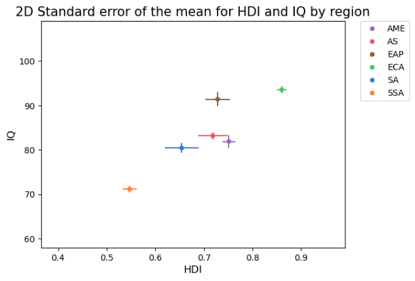 2D Standard error of the mean for HDI and IQ by region
AME
AS
EAP
ECA
SA
SSA
IQ
100
90
80
70
60
0.4 0.5 0.6 0.7 0.8 0.9
HDI